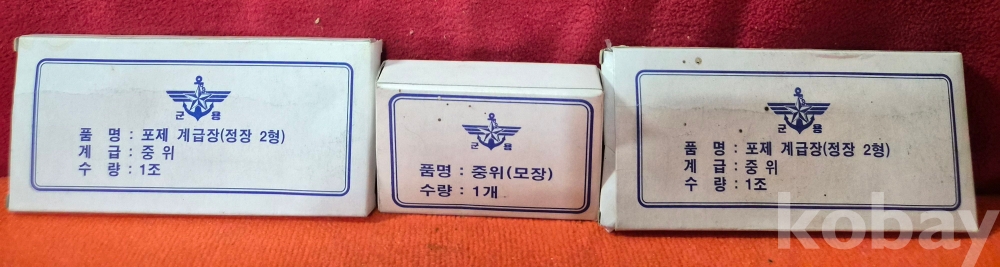 군 용
품 명 : 포제 계급장(정장 2형)
계 급 : 중 위
수 량 : 1조
군 용
품명 : 중위(모장)
수량 : 1개
군 용
품 명 : 포제 계급장(정장 2형)
계 급 : 중 위
수 량 : 1조
kobay